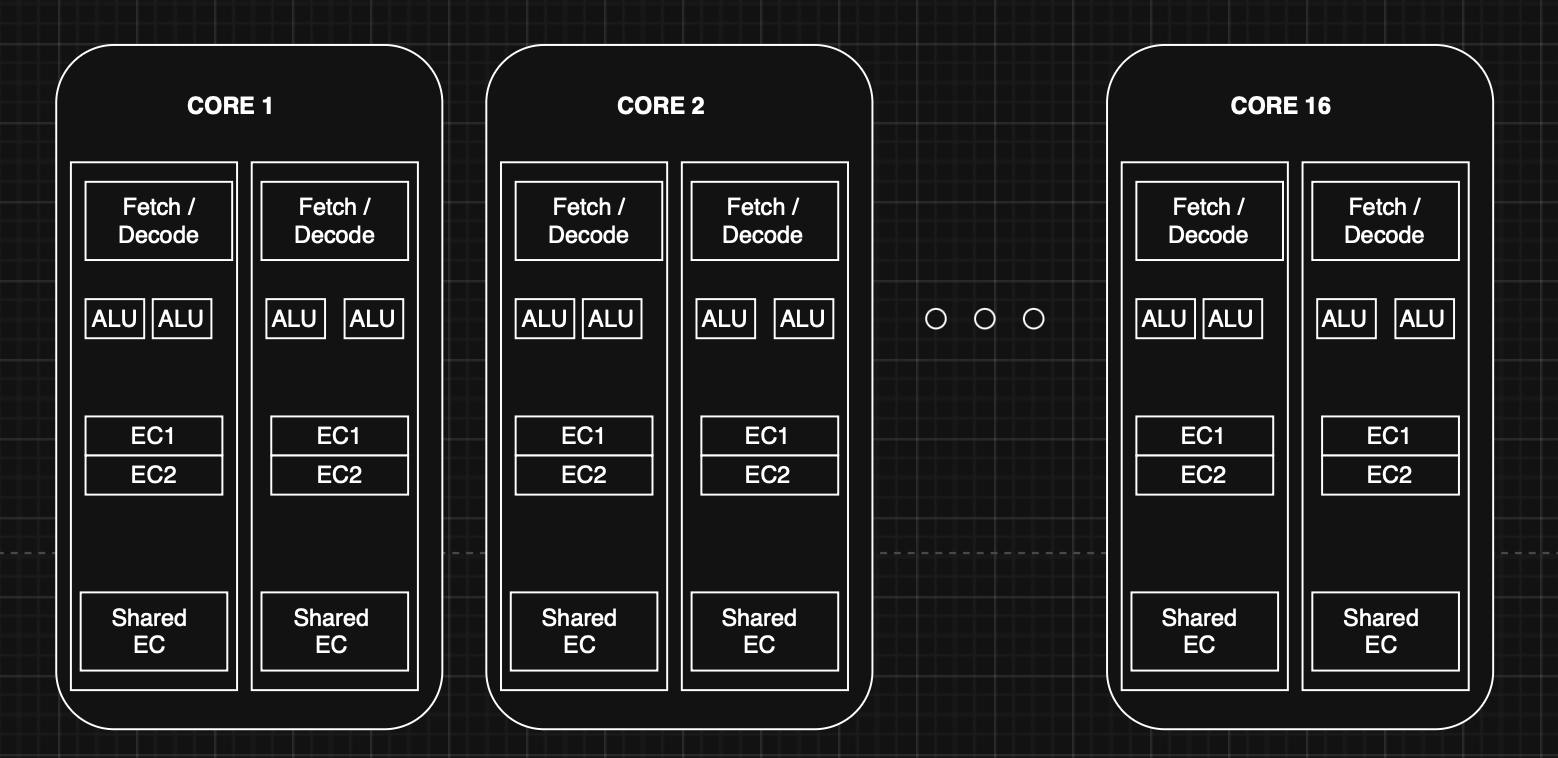 CORE 1
Fetch /
Decode
Fetch /
Decode
ALU ALU ALU ALU
EC1 EC1
EC2 EC2
Shared
EC
Shared
EC
CORE 2
Fetch /
Decode
Fetch /
Decode
ALU ALU ALU ALU
EC1 EC1
EC2 EC2
Shared
EC
Shared
EC
CORE 16
Fetch /
Decode
Fetch /
Decode
ALU ALU ALU ALU
EC1 EC1
EC2 EC2
Shared
EC
Shared
EC